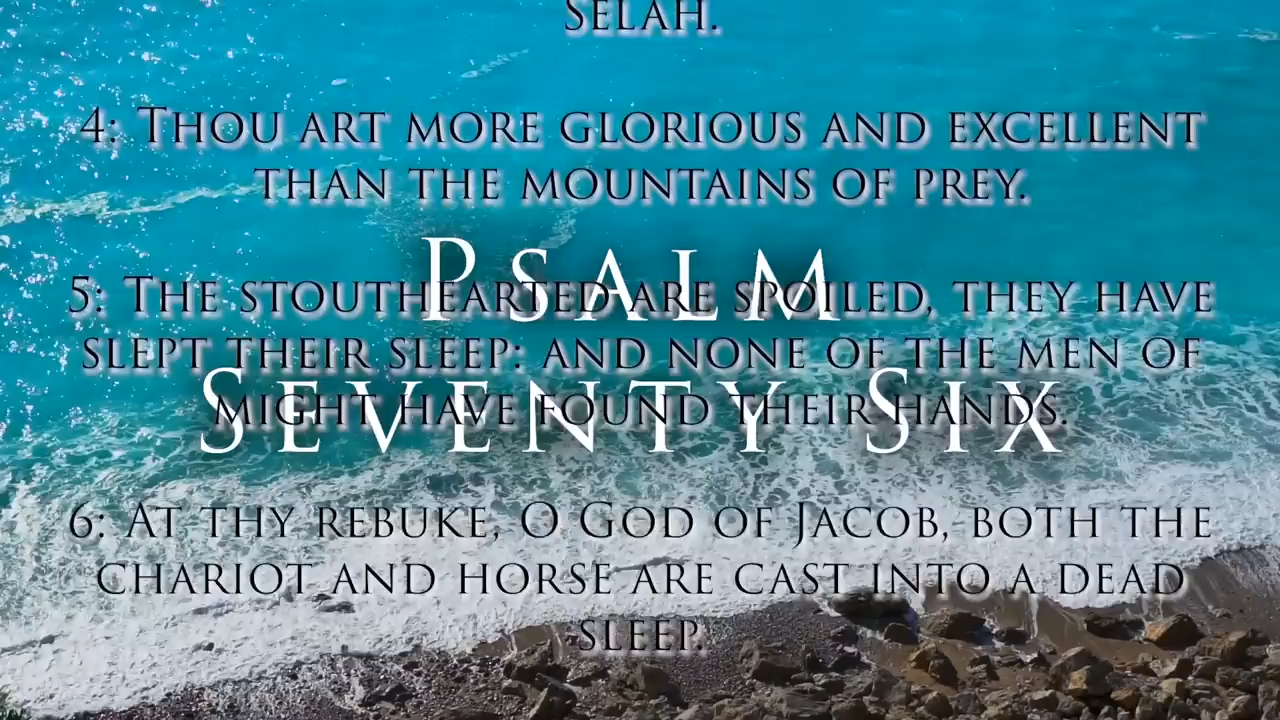 SELAH.
4: THOU ART MORE GLORIOUS AND EXCELLENT
THAN THE MOUNTAINS OF PREY.
PSALM
5: THE STOUTHEARTED ARE SPOILED, THEY HAVE
SLEPT THEIR SLEEP: AND NONE OF THE MEN OF
MIGHT HAVE FOUND THEIR HANDS.
SEVENTY SIX
6: AT THY REBUKE, O GOD OF JACOB, BOTH THE
CHARIOT AND HORSE ARE CAST INTO A DEAD
SLEEP.